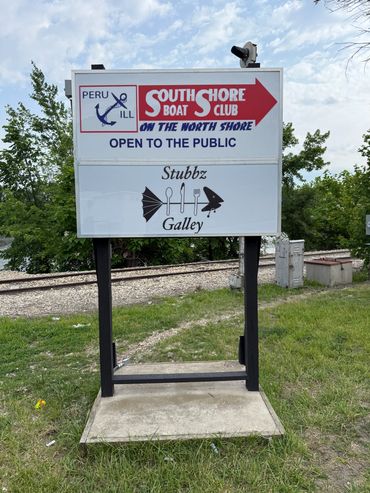 PERU
ILL
SOUTH SHORE
BOAT CLUB
ON THE NORTH SHORE
OPEN TO THE PUBLIC
Stubbz
Galley